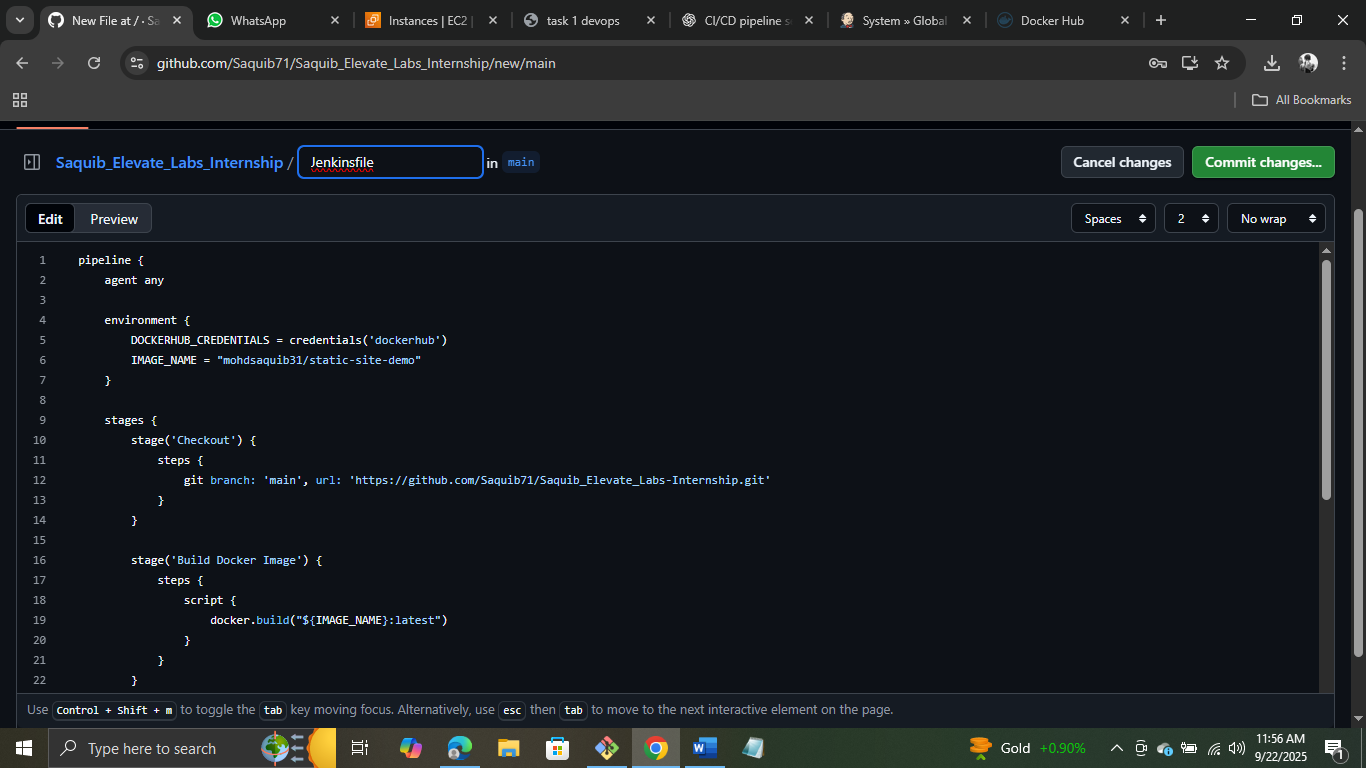 New File at / · Sa
WhatsApp
Instances | EC2 |
task 1 devops
CI/CD pipeline s
System » Global
Docker Hub
github.com/Saquib71/Saquib_Elevate_Labs_Internship/new/main
All Bookmarks
Saquib_Elevate_Labs_Internship / Jenkinsfile in main
Cancel changes
Commit changes...
Edit
Preview
Spaces
2
No wrap
1 pipeline {
2     agent any
3
4     environment {
5         DOCKERHUB_CREDENTIALS = credentials('dockerhub')
6         IMAGE_NAME = "mohdsaquib31/static-site-demo"
7     }
8
9     stages {
10         stage('Checkout') {
11             steps {
12                 git branch: 'main', url: 'https://github.com/Saquib71/Saquib_Elevate_Labs-Internship.git'
13             }
14         }
15
16         stage('Build Docker Image') {
17             steps {
18                 script {
19                     docker.build("${IMAGE_NAME}:latest")
20                 }
21             }
22         }
Use Control + Shift + m to toggle the tab key moving focus. Alternatively, use esc then tab to move to the next interactive element on the page.
Type here to search
Gold +0.90%
11:56 AM
9/22/2025
1